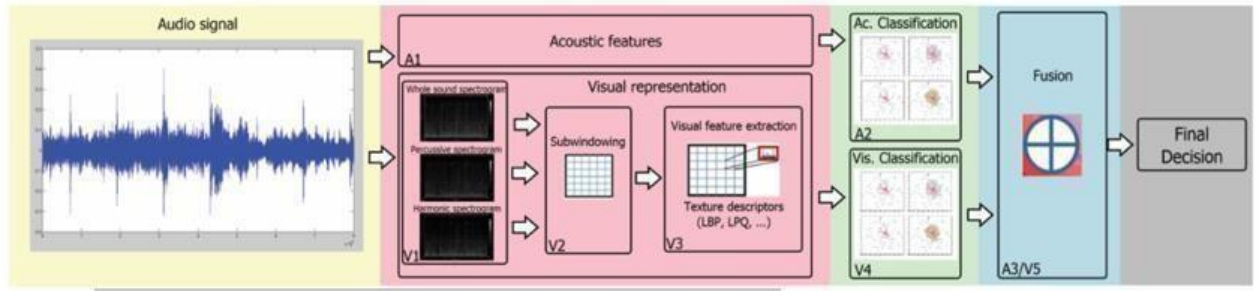 Audio signal
Acoustic features
A1
Visual representation
Whole sound spectrogram
Percussive spectrogram
Harmonic spectrogram
V1
Subwindowing
V2
Visual feature extraction
Texture descriptors
(LBP, LPQ, ...)
V3
Ac. Classification
A2
Vis. Classification
V4
Fusion
A3/V5
Final
Decision